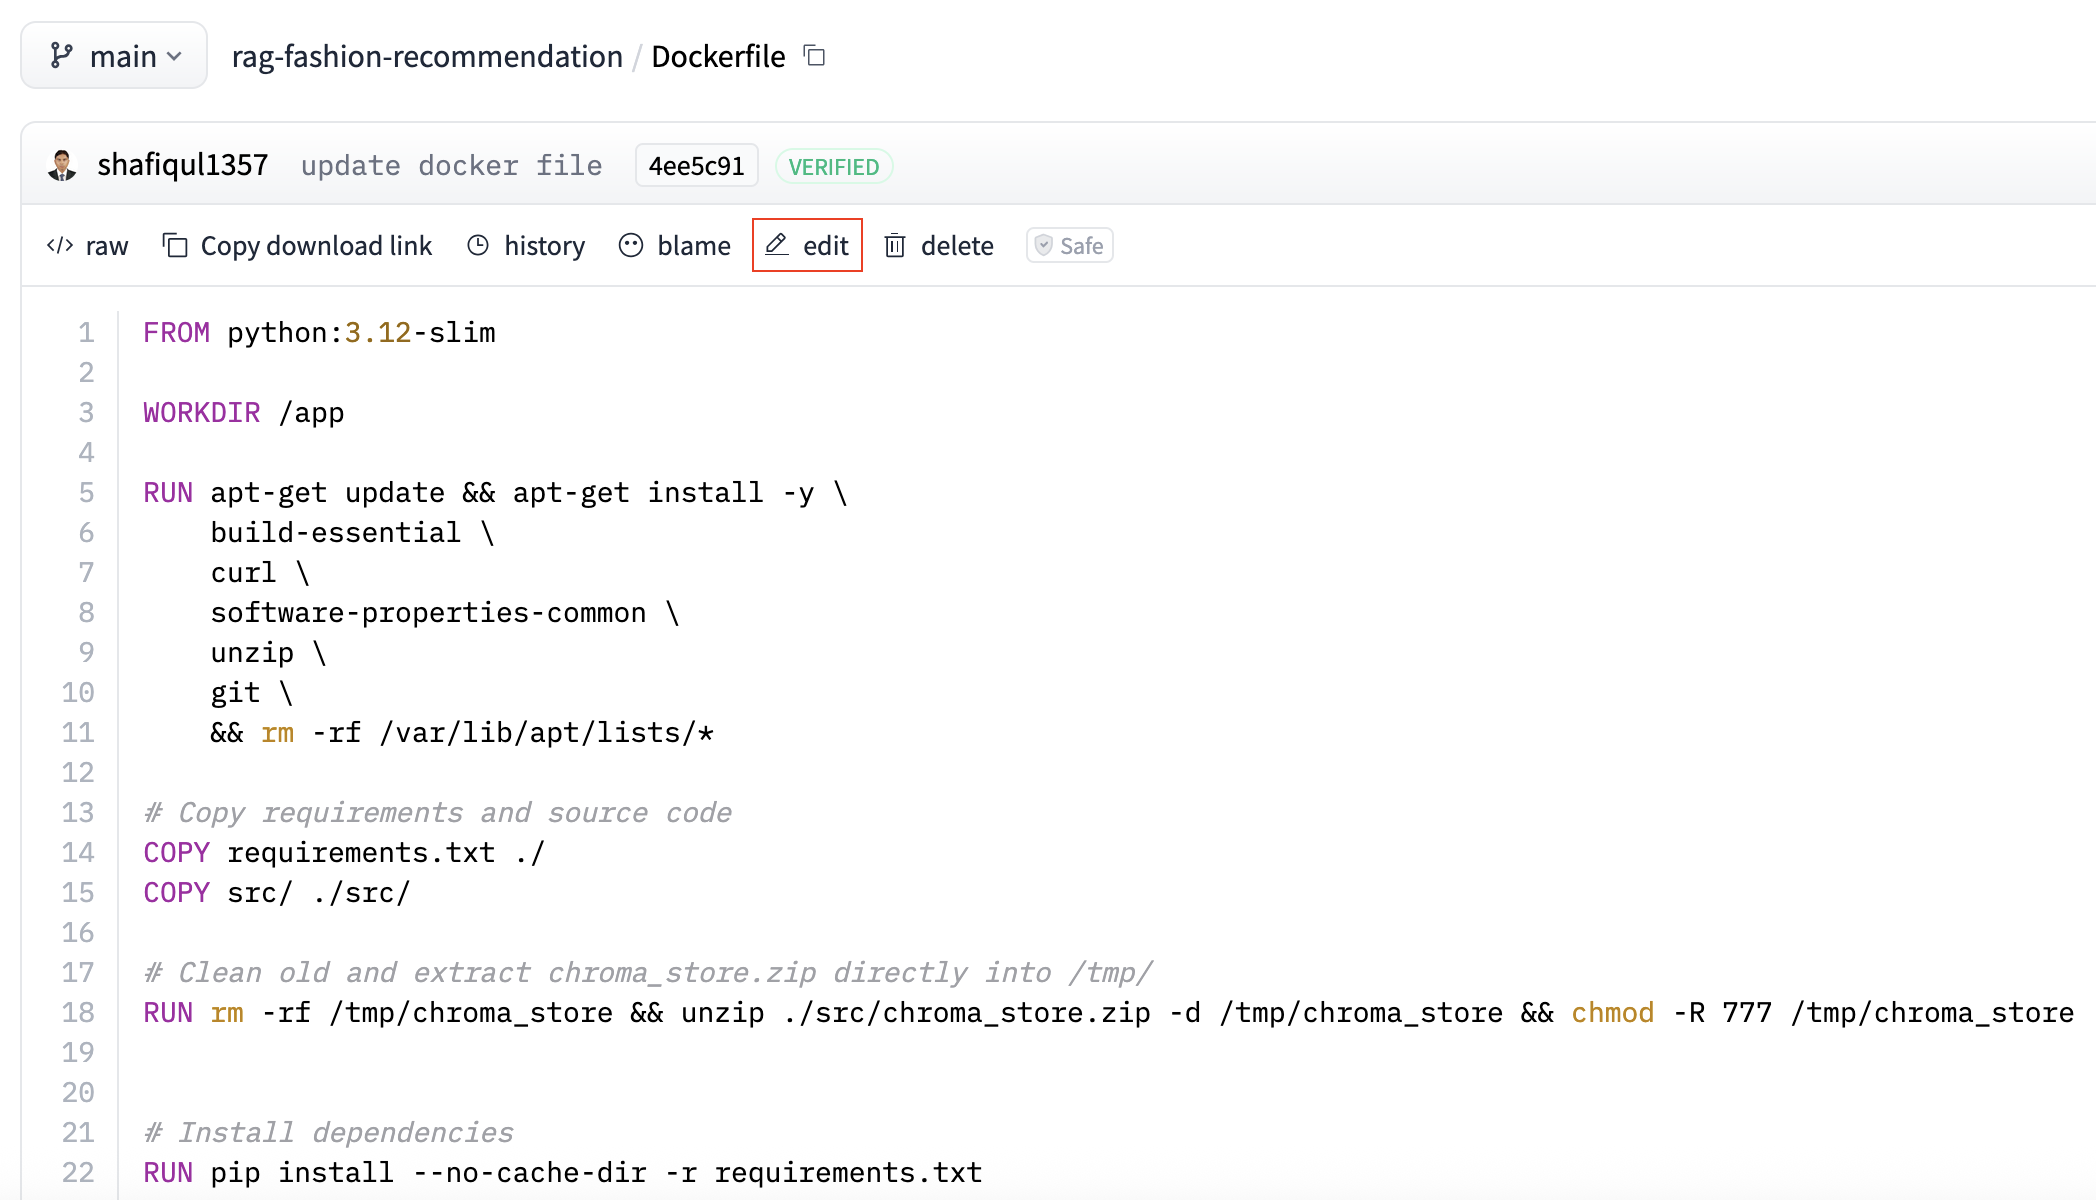 main rag-fashion-recommendation / Dockerfile
shafiqul1357 update docker file 4ee5c91 VERIFIED
</> raw Copy download link history blame edit delete Safe
1 FROM python:3.12-slim
2
3 WORKDIR /app
4
5 RUN apt-get update && apt-get install -y \
6 build-essential \
7 curl \
8 software-properties-common \
9 unzip \
10 git \
11 && rm -rf /var/lib/apt/lists/*
12
13 # Copy requirements and source code
14 COPY requirements.txt ./
15 COPY src/ ./src/
16
17 # Clean old and extract chroma_store.zip directly into /tmp/
18 RUN rm -rf /tmp/chroma_store && unzip ./src/chroma_store.zip -d /tmp/chroma_store && chmod -R 777 /tmp/chroma_store
19
20
21 # Install dependencies
22 RUN pip install --no-cache-dir -r requirements.txt